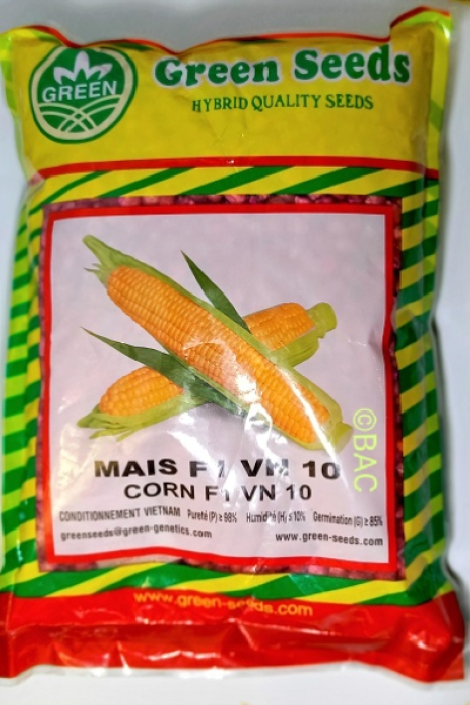 GREEN
Green Seeds
HYBRID QUALITY SEEDS
©BAC
MAIS F1 VN 10
CORN F1 VN 10
CONDITIONNEMENT VIETNAM Pureté (P) ≥ 98% Humidité (H) ≤ 10% Germination (G) ≥ 85%
greenseeds@green-genetics.com www.green-seeds.com
www.green-seeds.com